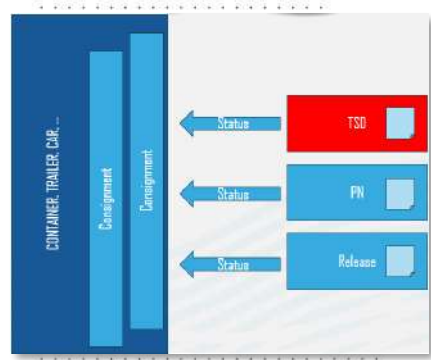 CONTAINER, TRAILER, CAR, ...
Consignment
Consignment
Status
TSD
Status
PN
Status
Release